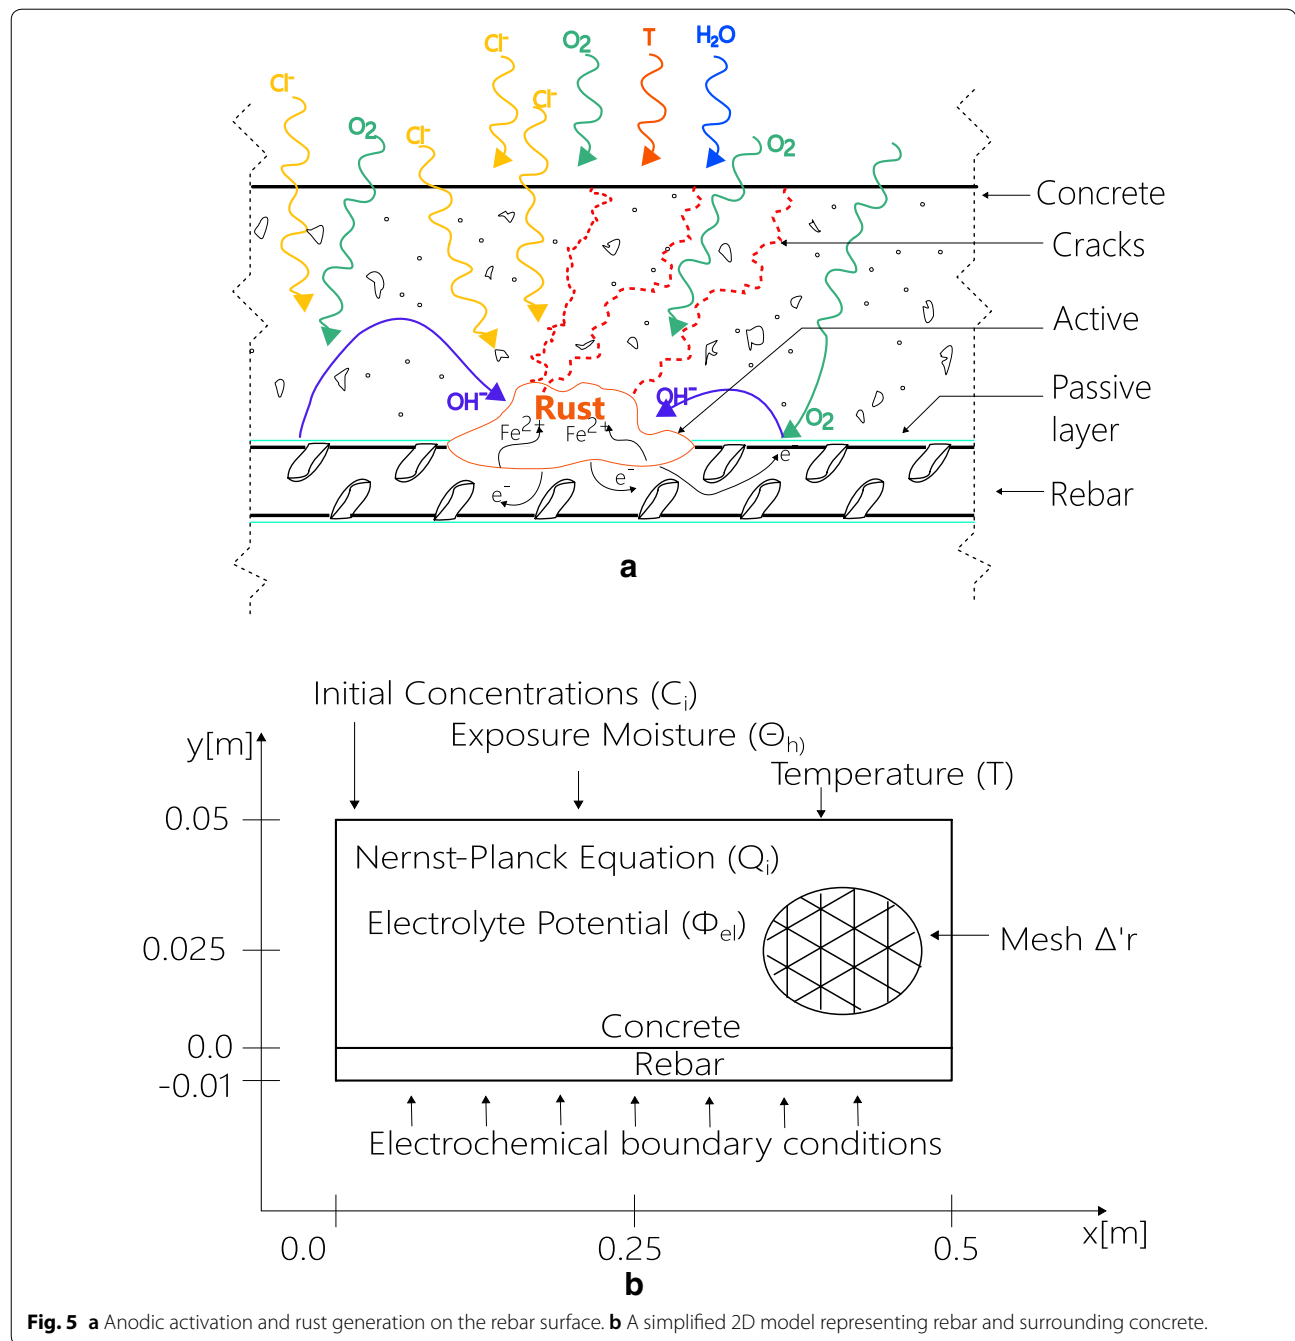 Cl⁻
O₂
T
H₂O
Cl⁻
Cl⁻
O₂
Cl⁻
O₂
Concrete
Cracks
Active
Passive
layer
OH⁻
Rust
OH⁻
O₂
Fe²⁺
Fe²⁺
e⁻
e⁻
e⁻
Rebar
a
Initial Concentrations (Cᵢ)
Exposure Moisture (Θh)
y[m]
Temperature (T)
0.05
Nernst-Planck Equation (Qᵢ)
Electrolyte Potential (Φel)
0.025
Mesh Δ'r
Concrete
0.0
Rebar
-0.01
Electrochemical boundary conditions
x[m]
0.0
0.25
0.5
b
Fig. 5 a Anodic activation and rust generation on the rebar surface. b A simplified 2D model representing rebar and surrounding concrete.